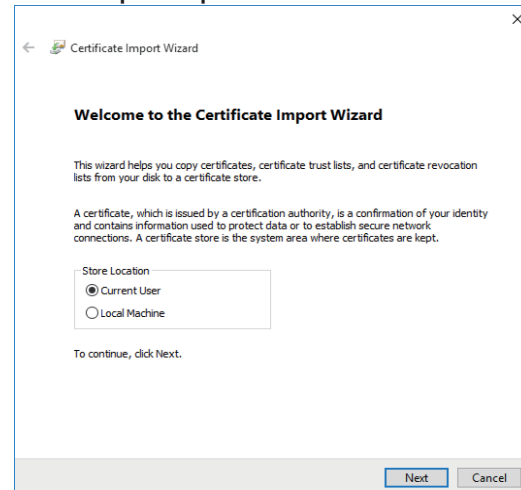 Certificate Import Wizard
Welcome to the Certificate Import Wizard
This wizard helps you copy certificates, certificate trust lists, and certificate revocation
lists from your disk to a certificate store.
A certificate, which is issued by a certification authority, is a confirmation of your identity
and contains information used to protect data or to establish secure network
connections. A certificate store is the system area where certificates are kept.
Store Location
Current User
Local Machine
To continue, click Next.
Next Cancel